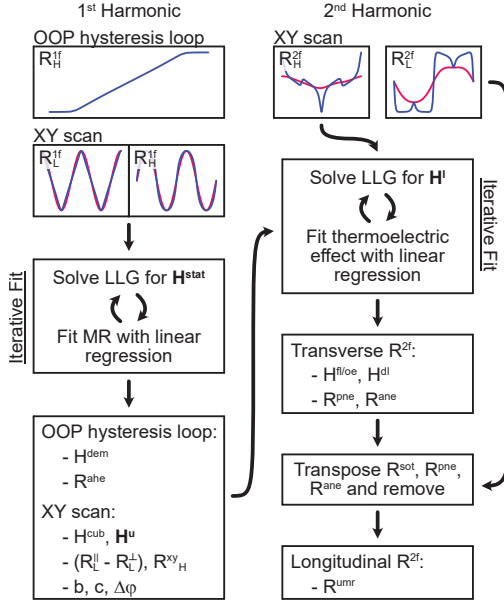 1st Harmonic
OOP hysteresis loop
R_H^1f
XY scan
R_L^1f
R_H^1f
Iterative Fit
Solve LLG for H^stat
Fit MR with linear
regression
OOP hysteresis loop:
- H^dem
- R^ahe
XY scan:
- H^cub, H^u
- (R_L^|| - R_L^⊥), R^xy_H
- b, c, Δφ
2nd Harmonic
XY scan
R_H^2f
R_L^2f
Solve LLG for H^I
Fit thermoelectric
effect with linear
regression
Iterative Fit
Transverse R^2f:
- H^fl/oe, H^dl
- R^pne, R^ane
Transpose R^sot, R^pne,
R^ane and remove
Longitudinal R^2f:
- R^umr